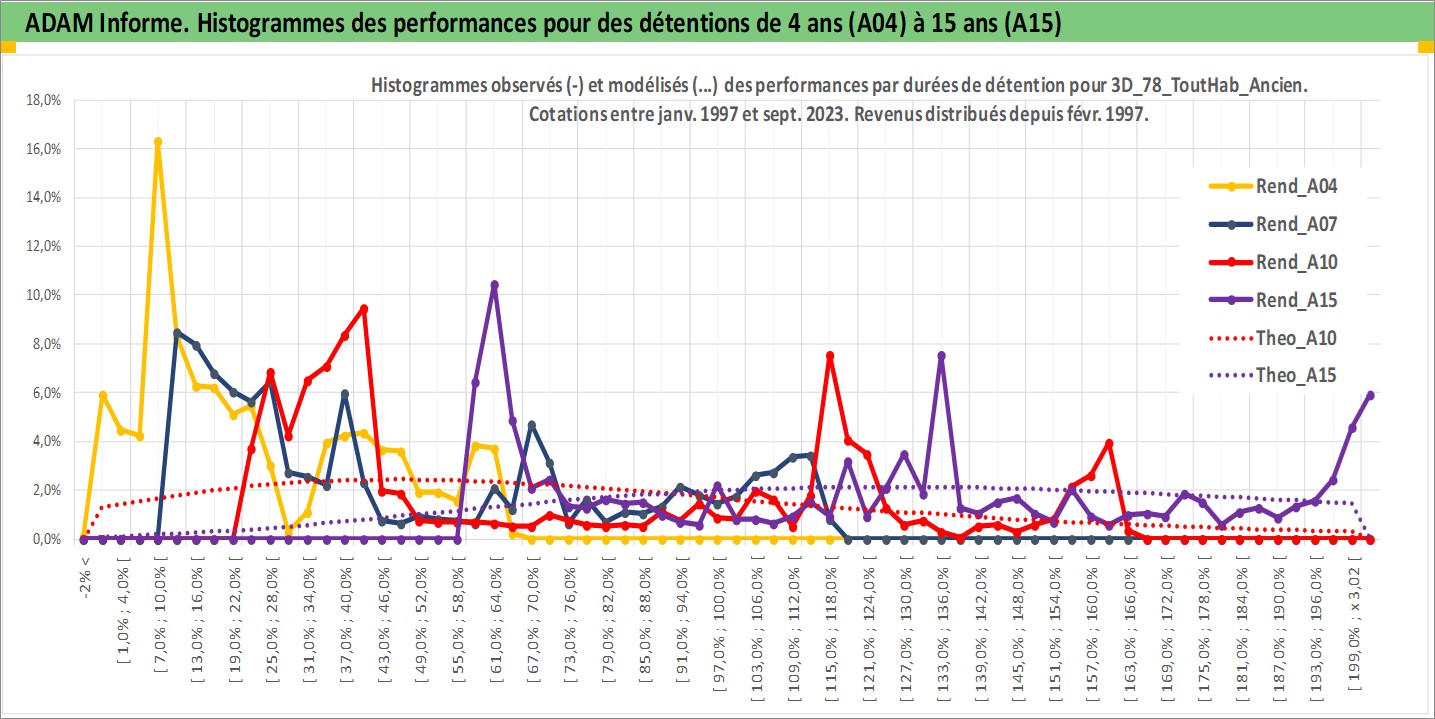 ADAM Informe. Histogrammes des performances pour des détentions de 4 ans (A04) à 15 ans (A15)
Histogrammes observés (-) et modélisés (...) des performances par durées de détention pour 3D_78_ToutHab_Ancien.
Cotations entre janv. 1997 et sept. 2023. Revenus distribués depuis févr. 1997.
18,0%
16,0%
14,0%
12,0%
10,0%
8,0%
6,0%
4,0%
2,0%
0,0%
Rend_A04
Rend_A07
Rend_A10
Rend_A15
Theo_A10
Theo_A15
-2% <
[ 1,0% ; 4,0% [
[ 7,0% ; 10,0%
[ 13,0% ; 16,0%
[ 19,0% ; 22,0%
[ 25,0% ; 28,0%
[ 31,0% ; 34,0%
[ 37,0% ; 40,0%
[ 43,0% ; 46,0%
[ 49,0% ; 52,0%
[ 55,0% ; 58,0%
[ 61,0% ; 64,0%
[ 67,0% ; 70,0%
[ 73,0% ; 76,0%
[ 79,0% ; 82,0%
[ 85,0% ; 88,0%
[ 91,0% ; 94,0%
[ 97,0% ; 100,0%
[ 103,0% ; 106,0%
[ 109,0% ; 112,0%
[ 115,0% ; 118,0%
[ 121,0% ; 124,0%
[ 127,0% ; 130,0%
[ 133,0% ; 136,0%
[ 139,0% ; 142,0%
[ 145,0% ; 148,0%
[ 151,0% ; 154,0%
[ 157,0% ; 160,0%
[ 163,0% ; 166,0%
[ 169,0% ; 172,0%
[ 175,0% ; 178,0%
[ 181,0% ; 184,0%
[ 187,0% ; 190,0%
[ 193,0% ; 196,0%
[ 199,0% ; x 3,02 [